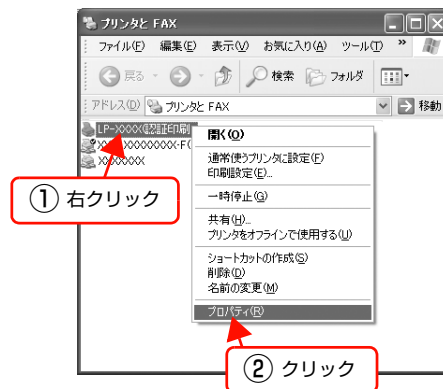 プリンタと FAX
ファイル(F) 編集(E) 表示(V) お気に入り(A) ツール(T) »
戻る 検索 フォルダ
アドレス(D) プリンタと FAX 移動
LP-XXXX(認証印刷
XXXXXXXXXXX-F(
XXXXXXX
開く(O)
通常使うプリンタに設定(F)
印刷設定(E)...
一時停止(G)
共有(H)...
プリンタをオフラインで使用する(U)
ショートカットの作成(S)
削除(D)
名前の変更(M)
プロパティ(R)
① 右クリック
② クリック